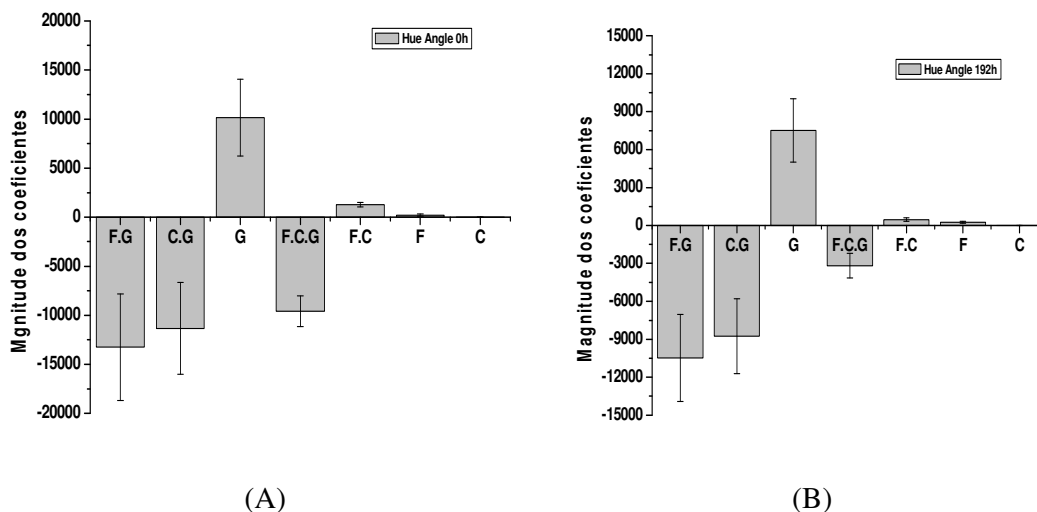 Hue Angle 0h
Mgnitude dos coeficientes
20000
15000
10000
5000
0
-5000
-10000
-15000
-20000
F.G C.G G F.C.G F.C F C
(A)
Hue Angle 192h
Magnitude dos coeficientes
15000
12000
9000
6000
3000
0
-3000
-6000
-9000
-12000
-15000
F.G C.G G F.C.G F.C F C
(B)